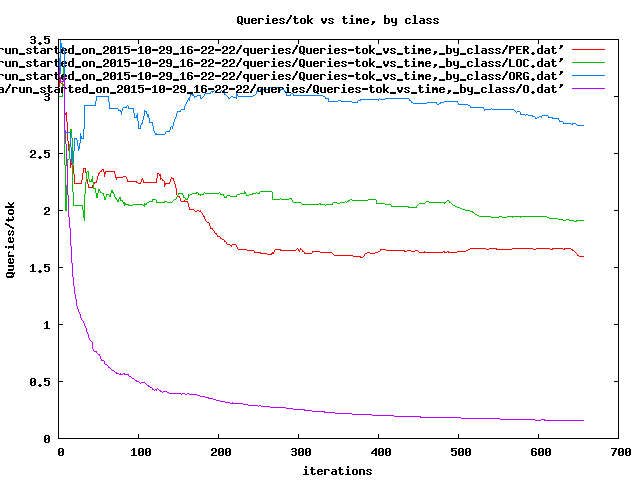 Queries/tok vs time, by class
3.5
run_started_on_2015-10-29_16-22-22/queries/Queries-tok_vs_time,_by_class/PER.dat'
run_started_on_2015-10-29_16-22-22/queries/Queries-tok_vs_time,_by_class/LOC.dat'
run_started_on_2015-10-29_16-22-22/queries/Queries-tok_vs_time,_by_class/ORG.dat'
a/run_started_on_2015-10-29_16-22-22/queries/Queries-tok_vs_time,_by_class/O.dat'
3
2.5
2
1.5
1
0.5
0
Queries/tok
0 100 200 300 400 500 600 700
iterations